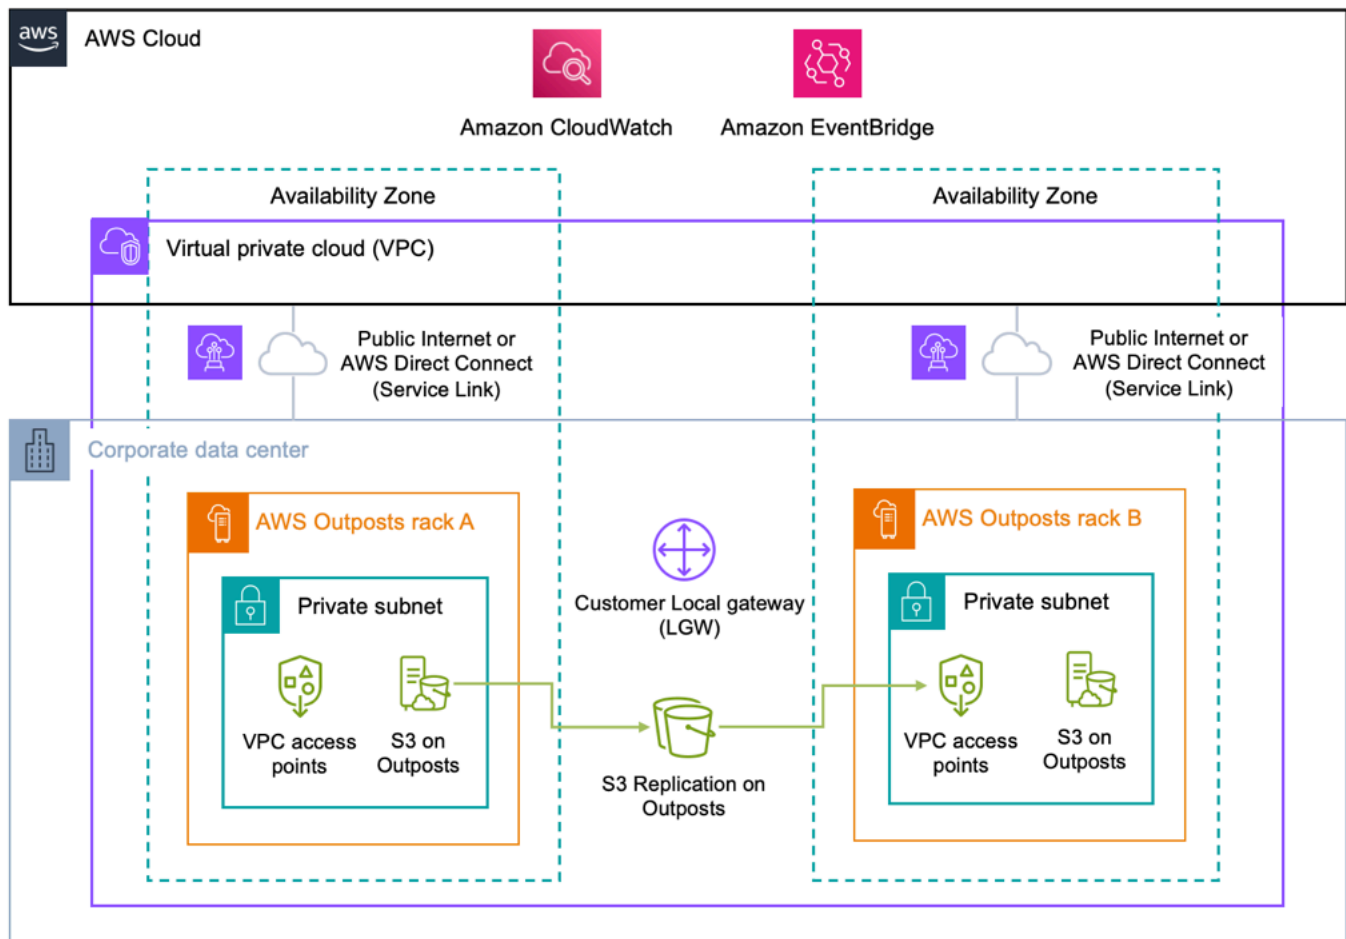 aws
AWS Cloud
Amazon CloudWatch
Amazon EventBridge
Availability Zone
Availability Zone
Virtual private cloud (VPC)
Public Internet or
AWS Direct Connect
(Service Link)
Public Internet or
AWS Direct Connect
(Service Link)
Corporate data center
AWS Outposts rack A
AWS Outposts rack B
Private subnet
Customer Local gateway
(LGW)
Private subnet
VPC access
points
S3 on
Outposts
S3 Replication on
Outposts
VPC access
points
S3 on
Outposts